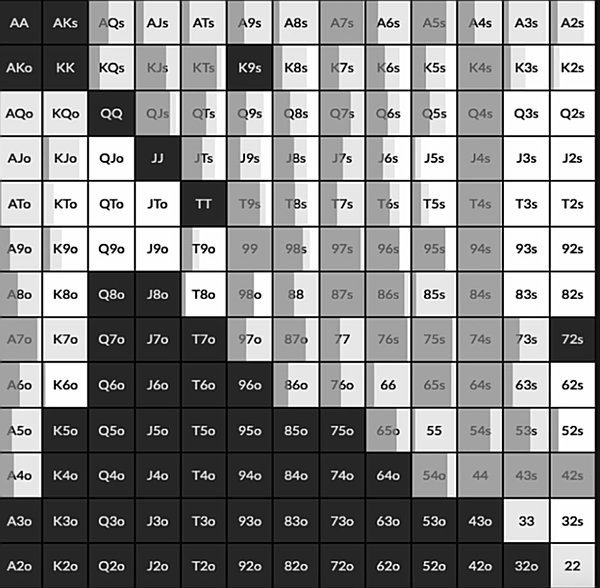 AA AKs AQs AJs ATs A9s A8s A7s A6s A5s A4s A3s A2s
AKo KK KQs KJs KTs K9s K8s K7s K6s K5s K4s K3s K2s
AQo KQo QQ QJs QTs Q9s Q8s Q7s Q6s Q5s Q4s Q3s Q2s
AJo KJo QJo JJ JTs J9s J8s J7s J6s J5s J4s J3s J2s
ATo KTo QTo JTo TT T9s T8s T7s T6s T5s T4s T3s T2s
A9o K9o Q9o J9o T9o 99 98s 97s 96s 95s 94s 93s 92s
A8o K8o Q8o J8o T8o 98o 88 87s 86s 85s 84s 83s 82s
A7o K7o Q7o J7o T7o 97o 87o 77 76s 75s 74s 73s 72s
A6o K6o Q6o J6o T6o 96o 86o 76o 66 65s 64s 63s 62s
A5o K5o Q5o J5o T5o 95o 85o 75o 65o 55 54s 53s 52s
A4o K4o Q4o J4o T4o 94o 84o 74o 64o 54o 44 43s 42s
A3o K3o Q3o J3o T3o 93o 83o 73o 63o 53o 43o 33 32s
A2o K2o Q2o J2o T2o 92o 82o 72o 62o 52o 42o 32o 22